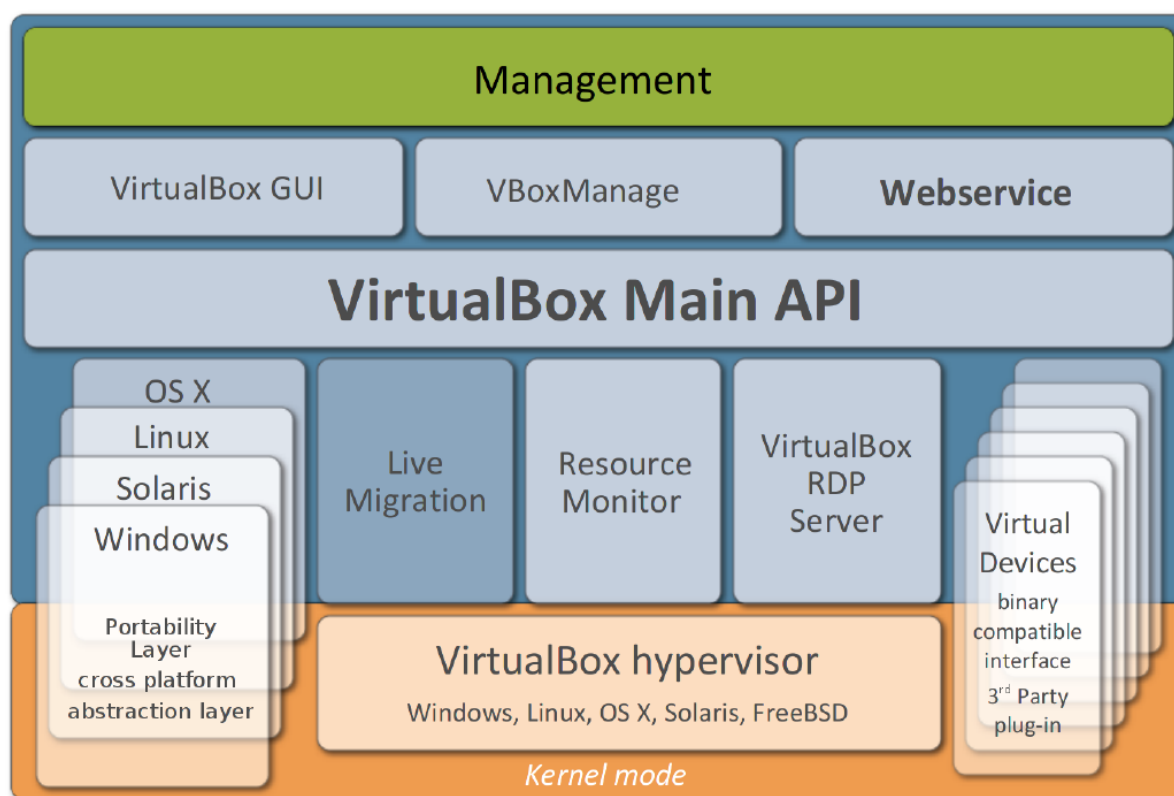 Management
VirtualBox GUI
VBoxManage
Webservice
VirtualBox Main API
OS X
Linux
Solaris
Windows
Portability
Layer
cross platform
abstraction layer
Live
Migration
Resource
Monitor
VirtualBox
RDP
Server
Virtual
Devices
binary
compatible
interface
3rd Party
plug-in
VirtualBox hypervisor
Windows, Linux, OS X, Solaris, FreeBSD
Kernel mode